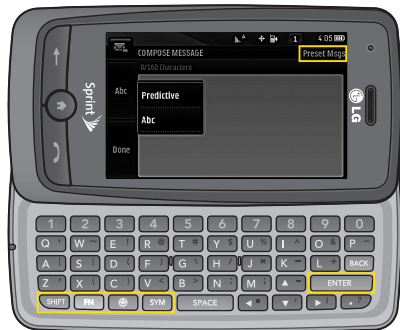 1 4:05
COMPOSE MESSAGE Preset Msgs
0/160 Characters
Abc
Predictive
Abc
Done
Sprint
LG
1 2 3 4 5 6 7 8 9 0
Q ' W ~ E ! R @ T # Y $ U % I ^ O & P -
A [ S ] D { F } G \ H / J X K - L + BACK
Z X C V < B > N : M ; ▲ - ENTER
SHIFT FN SYM SPACE ◄ " ▼ ' ► ! . ?